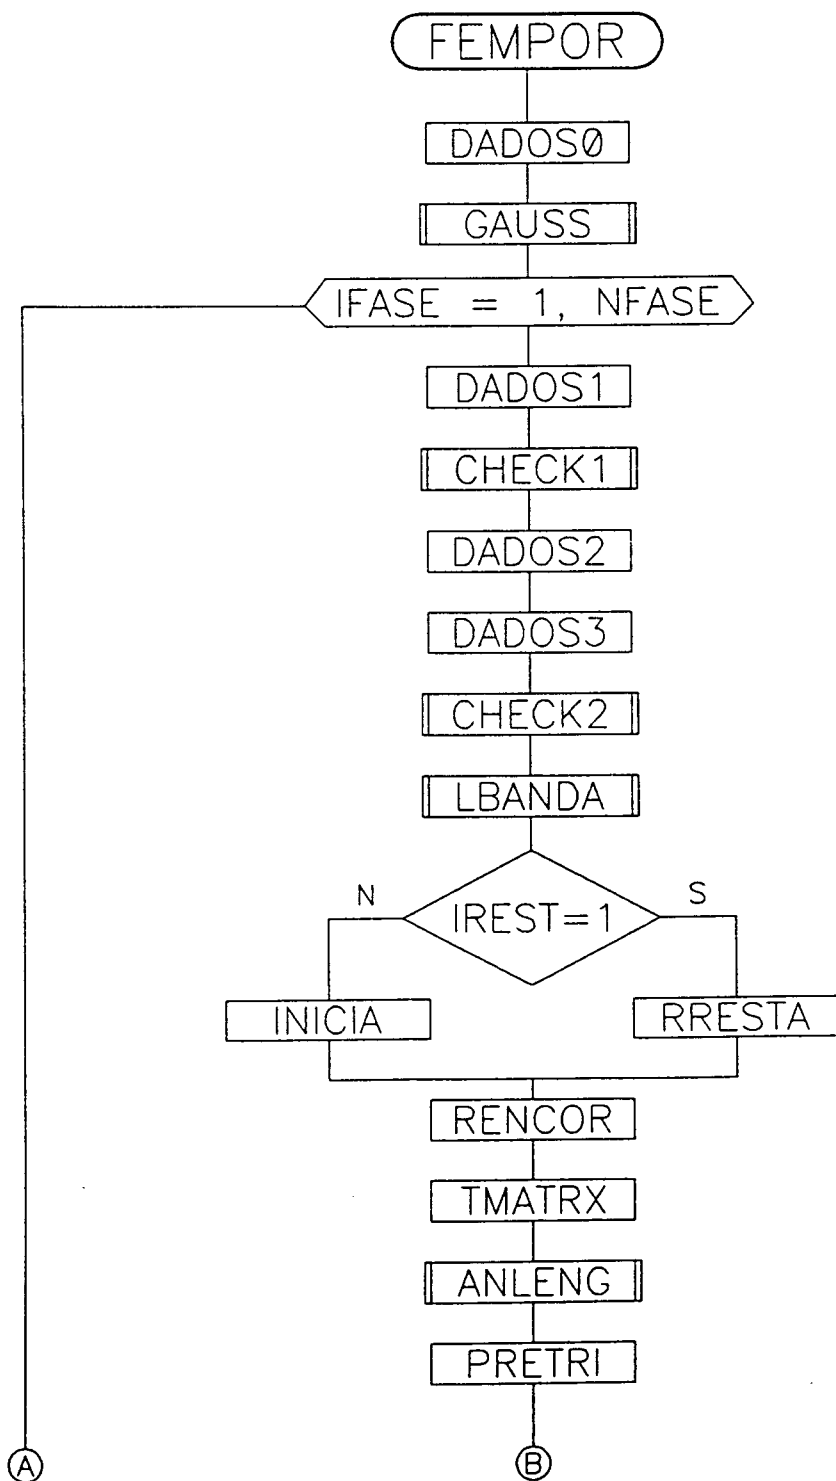 FEMPOR
DADOS0
GAUSS
IFASE = 1, NFASE
DADOS1
CHECK1
DADOS2
DADOS3
CHECK2
LBANDA
N
S
IREST=1
INICIA
RRESTA
RENCOR
TMATRX
ANLENG
PRETRI
A
B